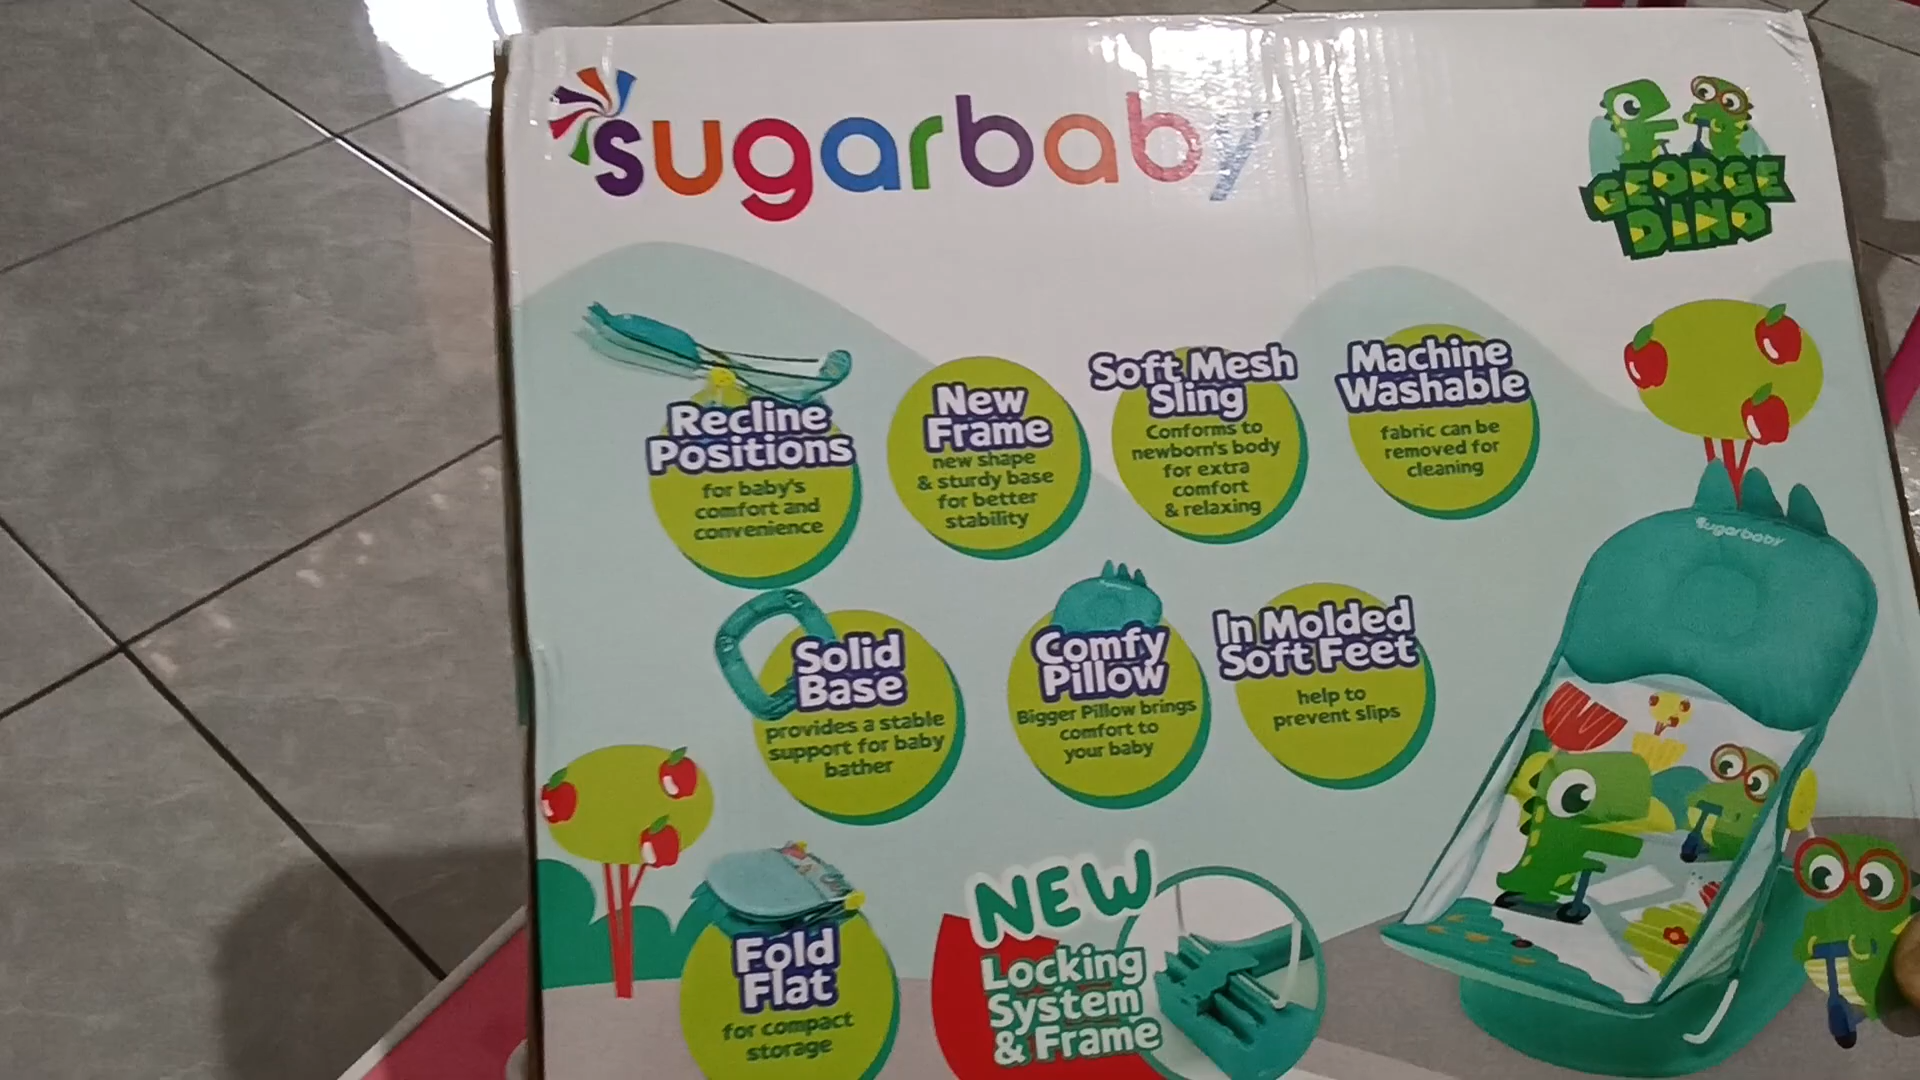 sugarbaby
GEORGE
DINO
Recline
Positions
for baby's
comfort and
convenience
New
Frame
new shape
& sturdy base
for better
stability
Soft Mesh
Sling
Conforms to
newborn's body
for extra
comfort
& relaxing
Machine
Washable
fabric can be
removed for
cleaning
sugarbaby
Solid
Base
provides a stable
support for baby
bather
Comfy
Pillow
Bigger Pillow brings
comfort to
your baby
In Molded
Soft Feet
help to
prevent slips
Fold
Flat
for compact
storage
NEW
Locking
System
& Frame